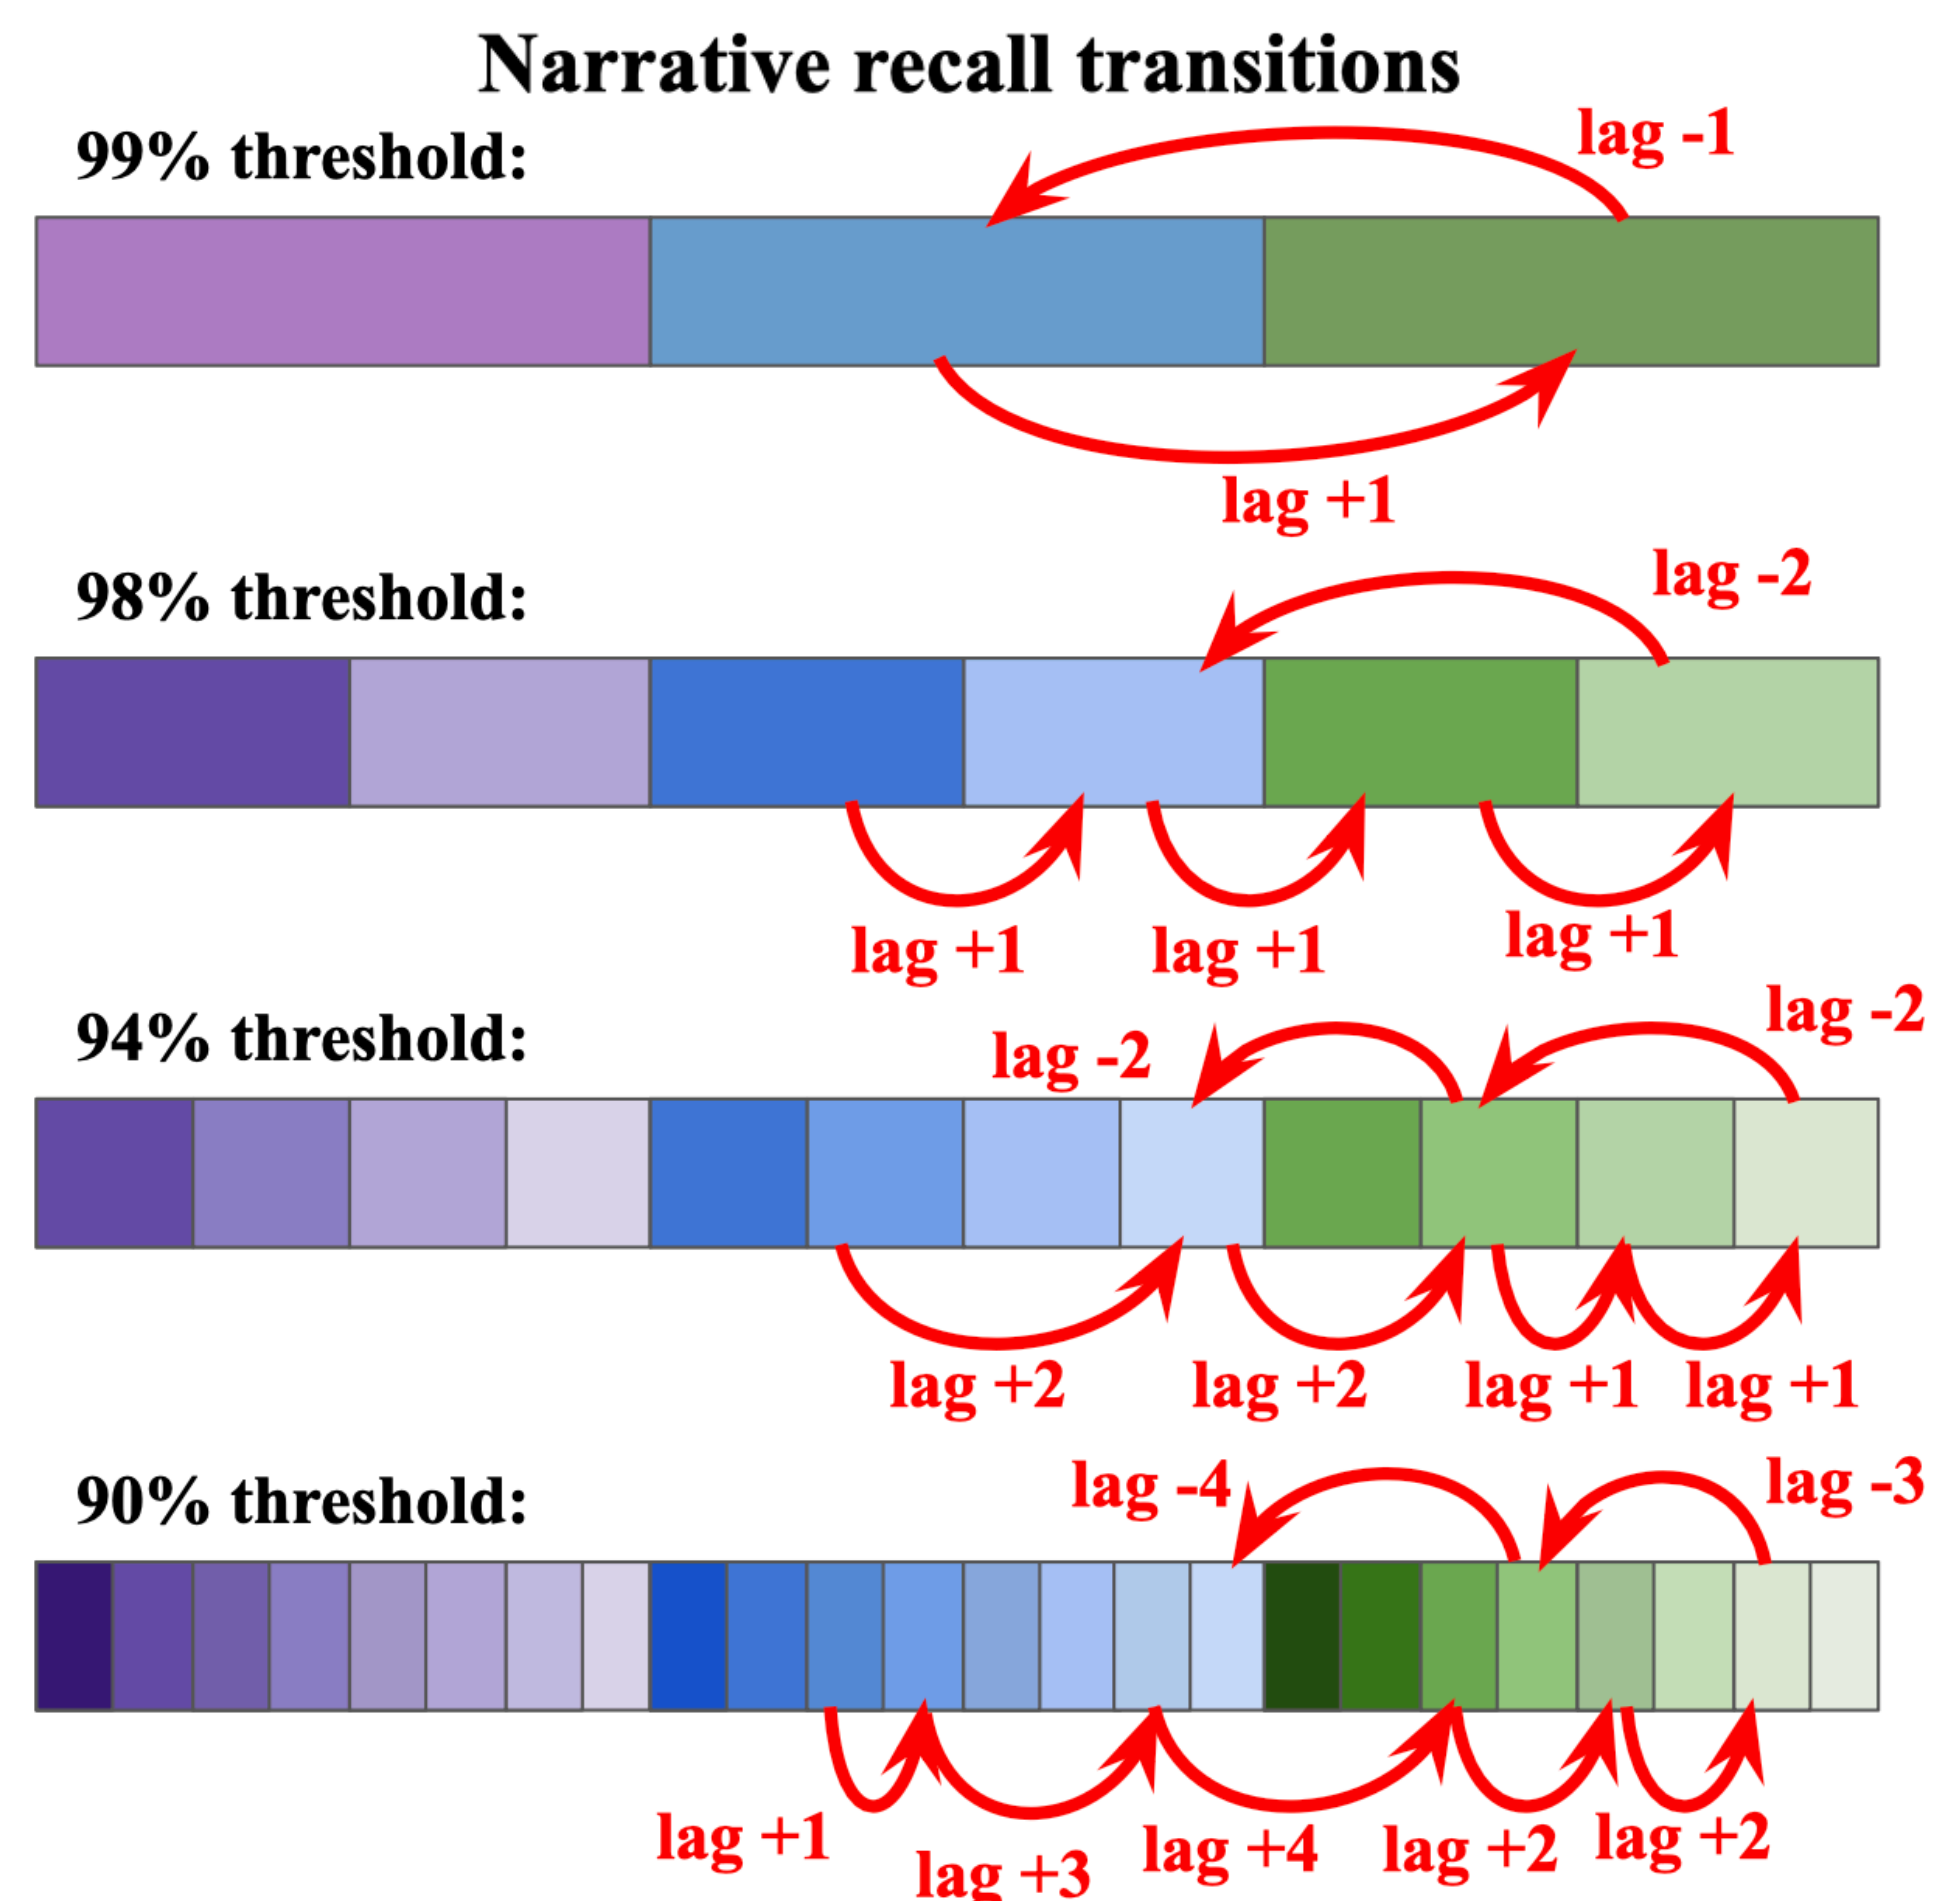 Narrative recall transitions
99% threshold:
lag -1
lag +1
98% threshold:
lag -2
lag +1
lag +1
lag +1
94% threshold:
lag -2
lag -2
lag +2
lag +2
lag +1
lag +1
90% threshold:
lag -4
lag -3
lag +1
lag +3
lag +4
lag +2
lag +2